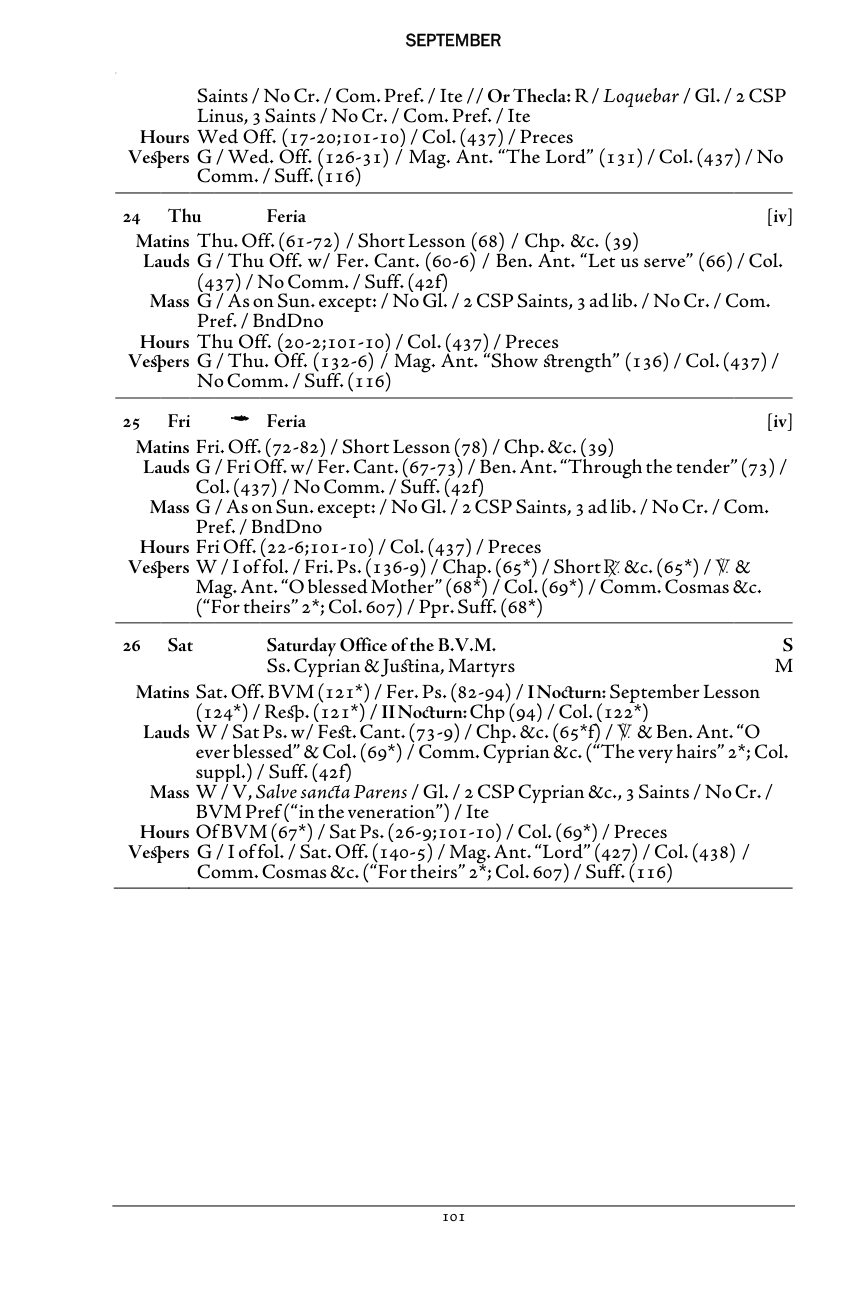 SEPTEMBER
Saints / No Cr. / Com. Pref. / Ite // Or Thecla: R / Loquebar / Gl. / 2 CSP
Linus, 3 Saints / No Cr. / Com. Pref. / Ite
Hours Wed Off. (17-20;101-10) / Col. (437) / Preces
Vespers G / Wed. Off. (126-31) / Mag. Ant. “The Lord” (131) / Col. (437) / No
Comm. / Suff. (116)
24 Thu Feria [iv]
Matins Thu. Off. (61-72) / Short Lesson (68) / Chp. &c. (39)
Lauds G / Thu Off. w/ Fer. Cant. (60-6) / Ben. Ant. “Let us serve” (66) / Col.
(437) / No Comm. / Suff. (42f)
Mass G / As on Sun. except: / No Gl. / 2 CSP Saints, 3 ad lib. / No Cr. / Com.
Pref. / BndDno
Hours Thu Off. (20-2;101-10) / Col. (437) / Preces
Vespers G / Thu. Off. (132-6) / Mag. Ant. “Show strength” (136) / Col. (437) /
No Comm. / Suff. (116)
25 Fri Feria [iv]
Matins Fri. Off. (72-82) / Short Lesson (78) / Chp. &c. (39)
Lauds G / Fri Off. w/ Fer. Cant. (67-73) / Ben. Ant. “Through the tender” (73) /
Col. (437) / No Comm. / Suff. (42f)
Mass G / As on Sun. except: / No Gl. / 2 CSP Saints, 3 ad lib. / No Cr. / Com.
Pref. / BndDno
Hours Fri Off. (22-6;101-10) / Col. (437) / Preces
Vespers W / I of fol. / Fri. Ps. (136-9) / Chap. (65*) / Short ℟. &c. (65*) / ℣. &
Mag. Ant. “O blessed Mother” (68*) / Col. (69*) / Comm. Cosmas &c.
(“For theirs” 2*; Col. 607) / Ppr. Suff. (68*)
26 Sat Saturday Office of the B.V.M. S
Ss. Cyprian & Justina, Martyrs M
Matins Sat. Off. BVM (121*) / Fer. Ps. (82-94) / I Nocturn: September Lesson
(124*) / Resp. (121*) / II Nocturn: Chp (94) / Col. (122*)
Lauds W / Sat Ps. w/ Fest. Cant. (73-9) / Chp. &c. (65*f) / ℣. & Ben. Ant. “O
ever blessed” & Col. (69*) / Comm. Cyprian &c. (“The very hairs” 2*; Col.
suppl.) / Suff. (42f)
Mass W / V, Salve sancta Parens / Gl. / 2 CSP Cyprian &c., 3 Saints / No Cr. /
BVM Pref (“in the veneration”) / Ite
Hours Of BVM (67*) / Sat Ps. (26-9;101-10) / Col. (69*) / Preces
Vespers G / I of fol. / Sat. Off. (140-5) / Mag. Ant. “Lord” (427) / Col. (438) /
Comm. Cosmas &c. (“For theirs” 2*; Col. 607) / Suff. (116)
101